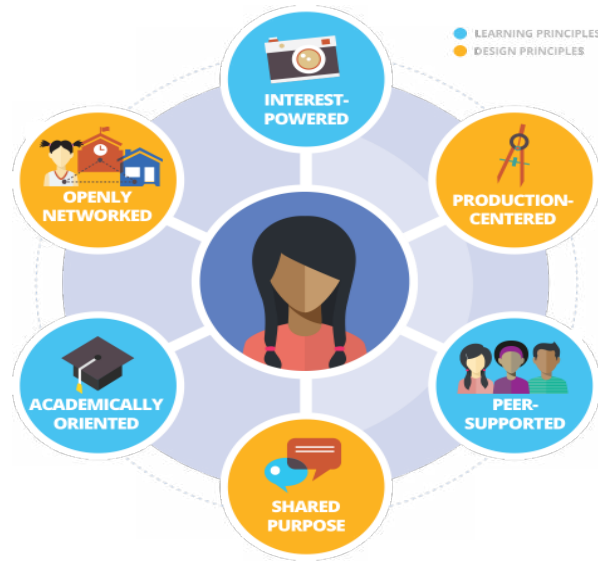 LEARNING PRINCIPLES
DESIGN PRINCIPLES
INTEREST-
POWERED
OPENLY
NETWORKED
PRODUCTION-
CENTERED
ACADEMICALLY
ORIENTED
PEER-
SUPPORTED
SHARED
PURPOSE